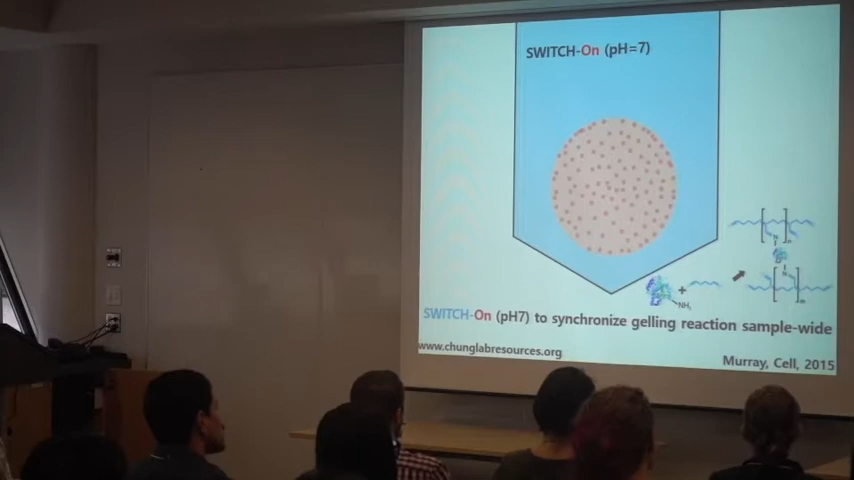 SWITCH-On (pH=7)
N
n
N
n
+
NH₂
SWITCH-On (pH7) to synchronize gelling reaction sample-wide
www.chunglabresources.org
Murray, Cell, 2015